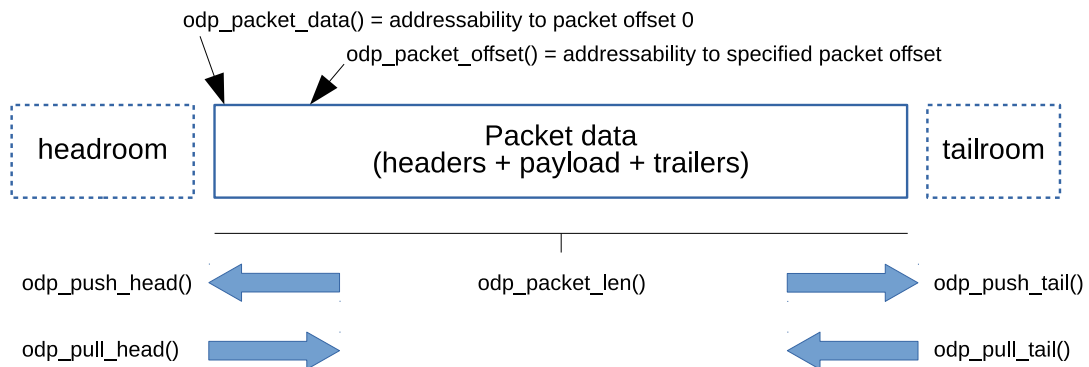 odp_packet_data() = addressability to packet offset 0
odp_packet_offset() = addressability to specified packet offset
headroom
Packet data
(headers + payload + trailers)
tailroom
odp_push_head()
odp_packet_len()
odp_push_tail()
odp_pull_head()
odp_pull_tail()